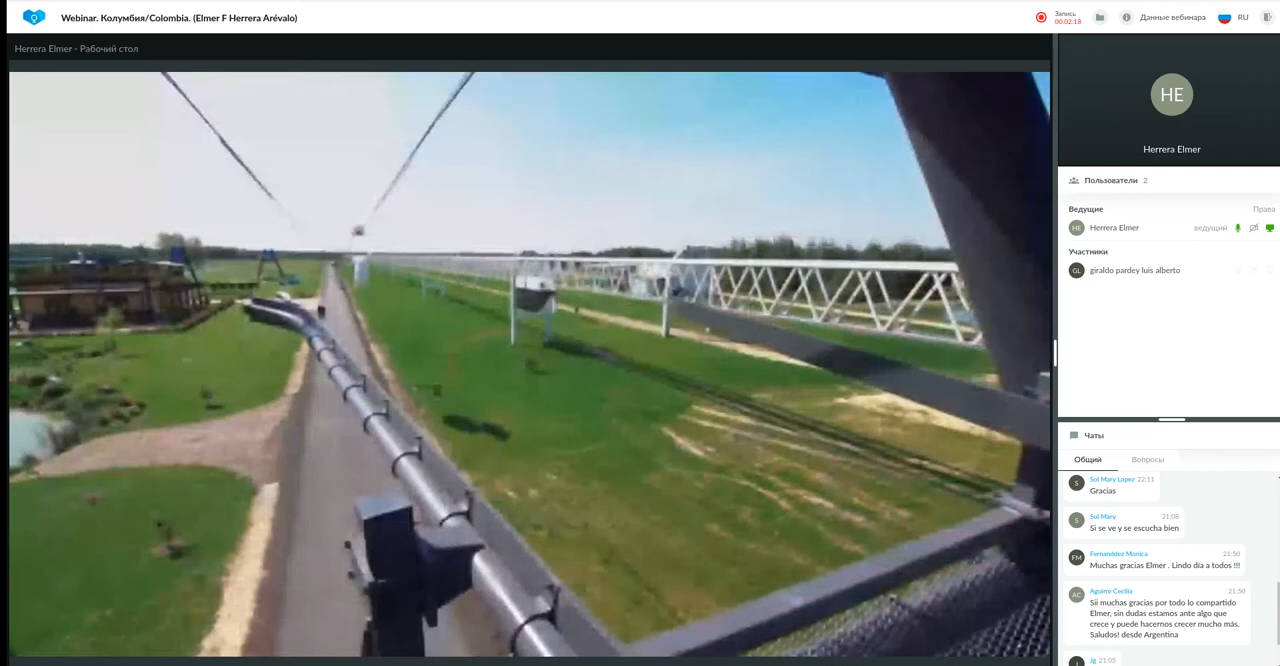 Webinar. Колумбия/Colombia. (Elmer F Herrera Arévalo)
Запись
00:02:18
Данные вебинара
RU
Herrera Elmer - Рабочий стол
HE
Herrera Elmer
Пользователи 2
Ведущие Права
HE Herrera Elmer ведущий
Участники
GL giraldo pardey luis alberto
Чаты
Общий Вопросы
S Sol Mary Lopez 22:11
Gracias
S Sol Mary 21:08
Si se ve y se escucha bien
FM Fernanddez Monica 21:50
Muchas gracias Elmer . Lindo día a todos !!!
AC Aguirre Cecilia 21:50
Sii muchas gracias por todo lo compartido
Elmer, sin dudas estamos ante algo que
crece y puede hacernos crecer mucho más.
Saludos! desde Argentina
Jg 21:05